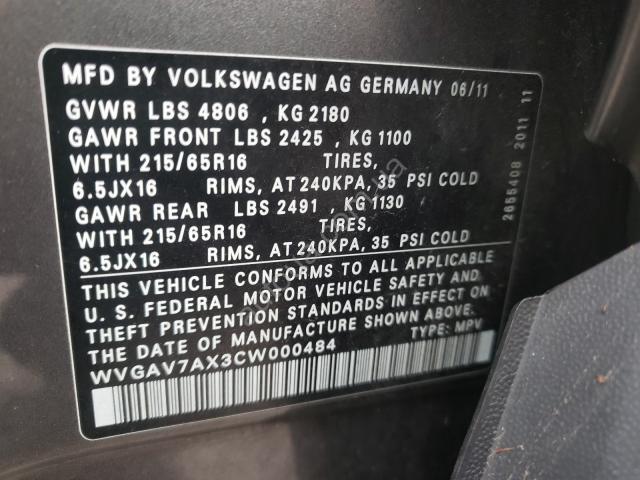 MFD BY VOLKSWAGEN AG GERMANY 06/11
GVWR LBS 4806 , KG 2180
GAWR FRONT LBS 2425 , KG 1100
WITH 215/65R16 TIRES,
6.5JX16 RIMS, AT 240KPA, 35 PSI COLD
GAWR REAR LBS 2491 , KG 1130
WITH 215/65R16 TIRES,
6.5JX16 RIMS, AT 240KPA, 35 PSI COLD
THIS VEHICLE CONFORMS TO ALL APPLICABLE
U. S. FEDERAL MOTOR VEHICLE SAFETY AND
THEFT PREVENTION STANDARDS IN EFFECT ON
THE DATE OF MANUFACTURE SHOWN ABOVE.
WVGAV7AX3CW000484 TYPE: MPV
2655408 2011 11